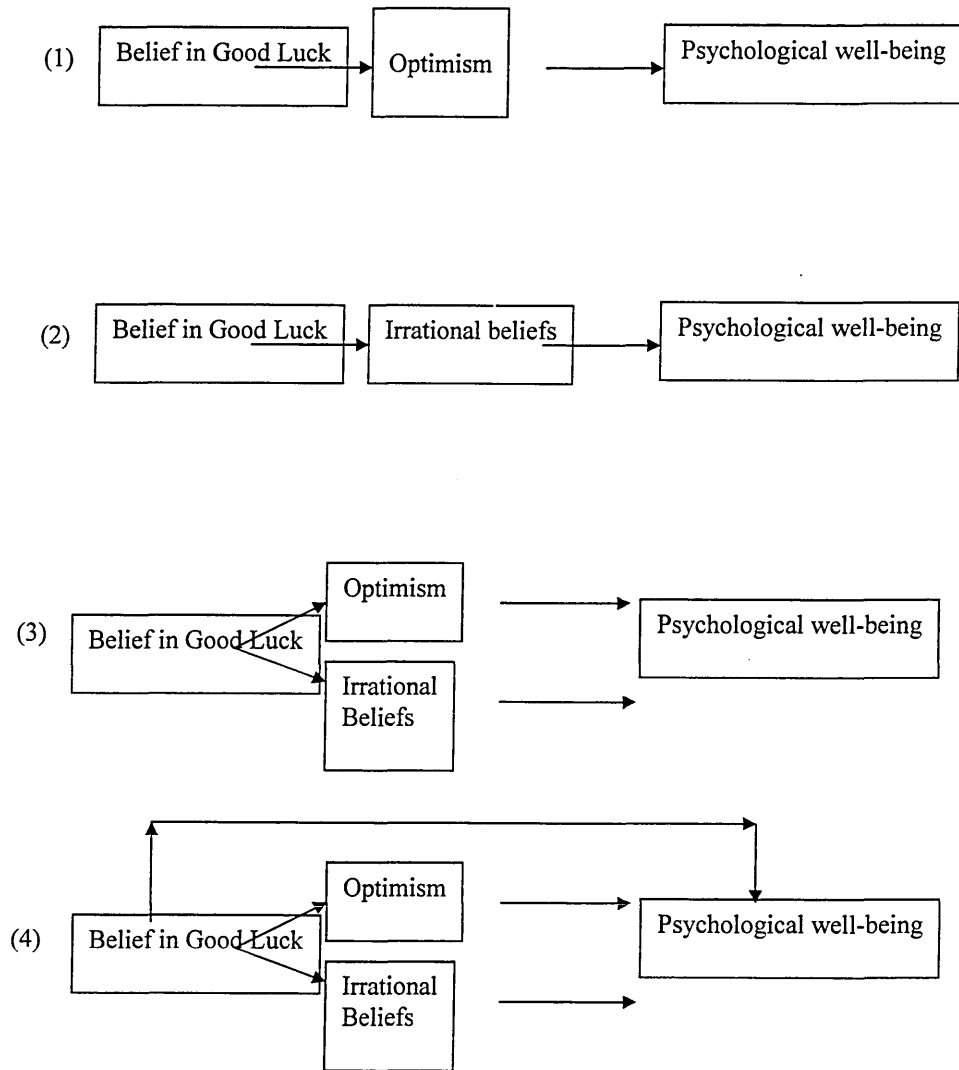 (1)
Belief in Good Luck
Optimism
Psychological well-being
(2)
Belief in Good Luck
Irrational beliefs
Psychological well-being
(3)
Belief in Good Luck
Optimism
Irrational
Beliefs
Psychological well-being
(4)
Belief in Good Luck
Optimism
Irrational
Beliefs
Psychological well-being